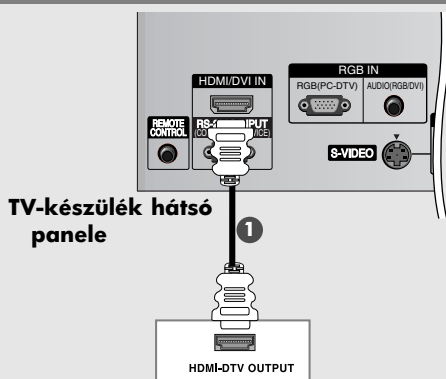 RGB IN
HDMI/DVI IN
RGB(PC-DTV) AUDIO(RGB/DVI)
REMOTE
CONTROL
S-VIDEO
TV-készülék hátsó
panele
1
HDMI-DTV OUTPUT